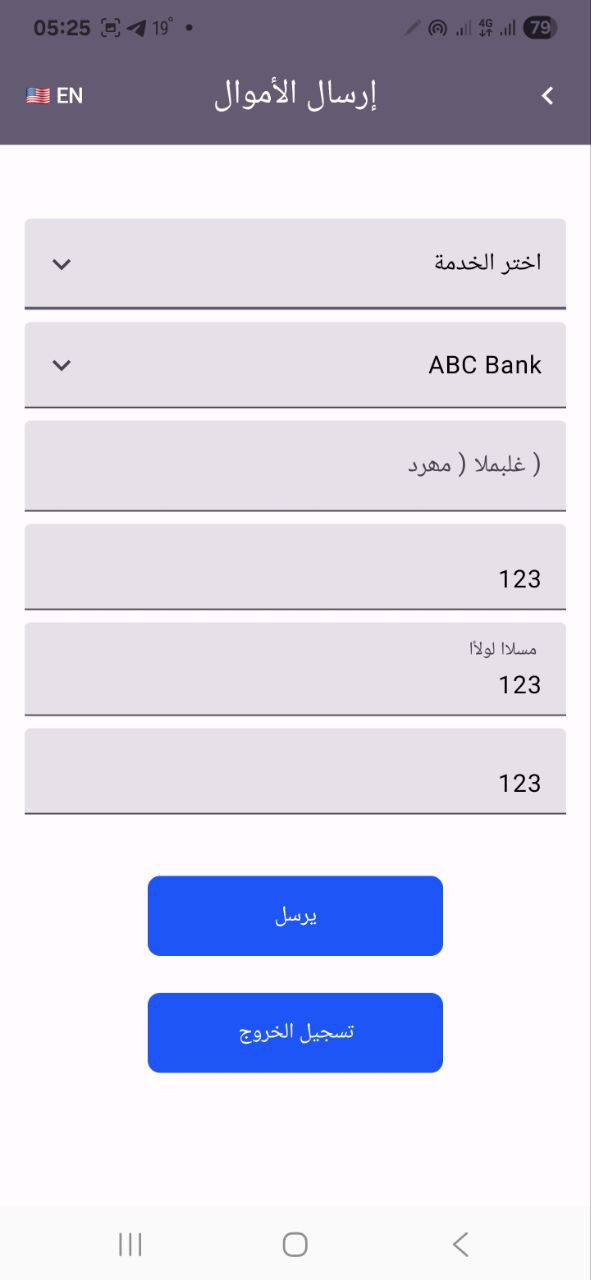 05:25 19° 4G 79
EN إرسال الأموال
اختر الخدمة
ABC Bank
( غلبملا ) مهرد
123
مسلاا لولأا
123
123
يرسل
تسجيل الخروج